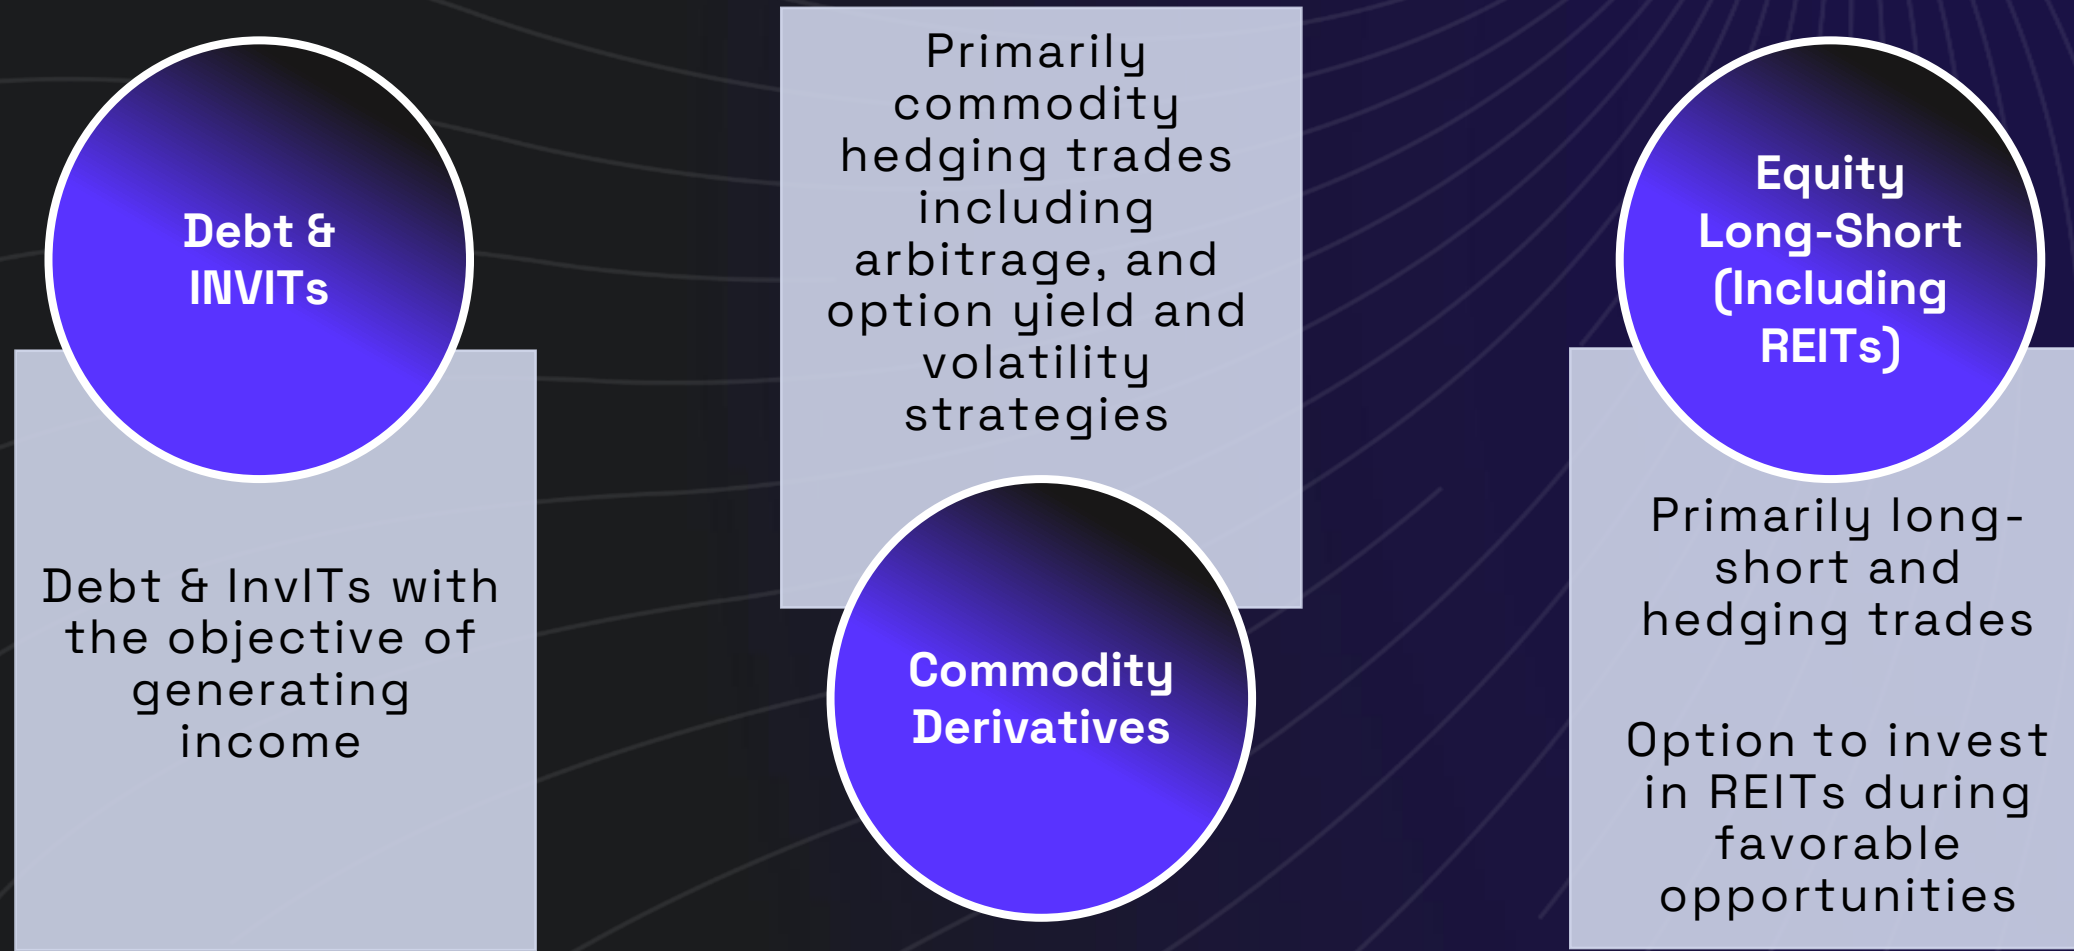 Debt &
INVITs
Debt & InvITs with
the objective of
generating
income
Primarily
commodity
hedging trades
including
arbitrage, and
option yield and
volatility
strategies
Commodity
Derivatives
Equity
Long-Short
(Including
REITs)
Primarily long-
short and
hedging trades
Option to invest
in REITs during
favorable
opportunities